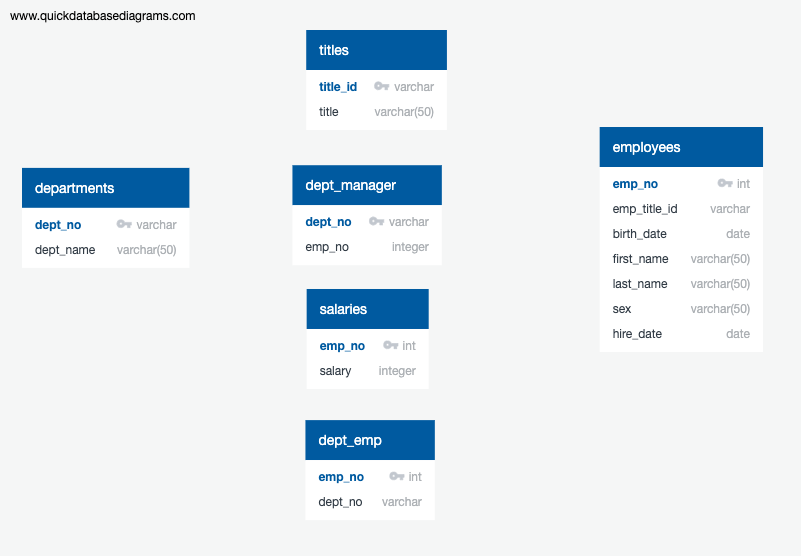 www.quickdatabasediagrams.com
titles
title_id varchar
title varchar(50)
departments
dept_no varchar
dept_name varchar(50)
dept_manager
dept_no varchar
emp_no integer
salaries
emp_no int
salary integer
dept_emp
emp_no int
dept_no varchar
employees
emp_no int
emp_title_id varchar
birth_date date
first_name varchar(50)
last_name varchar(50)
sex varchar(50)
hire_date date